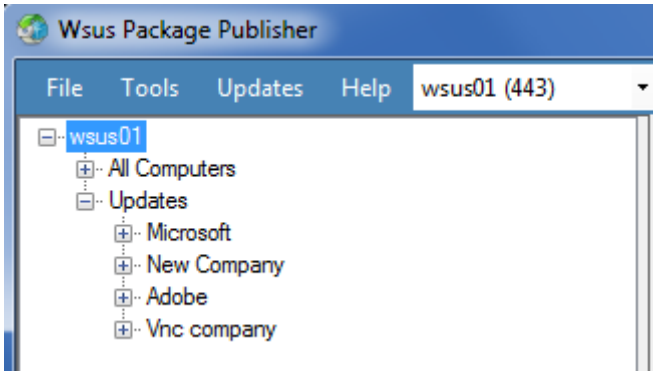 Wsus Package Publisher
File Tools Updates Help wsus01 (443)
wsus01
All Computers
Updates
Microsoft
New Company
Adobe
Vnc company